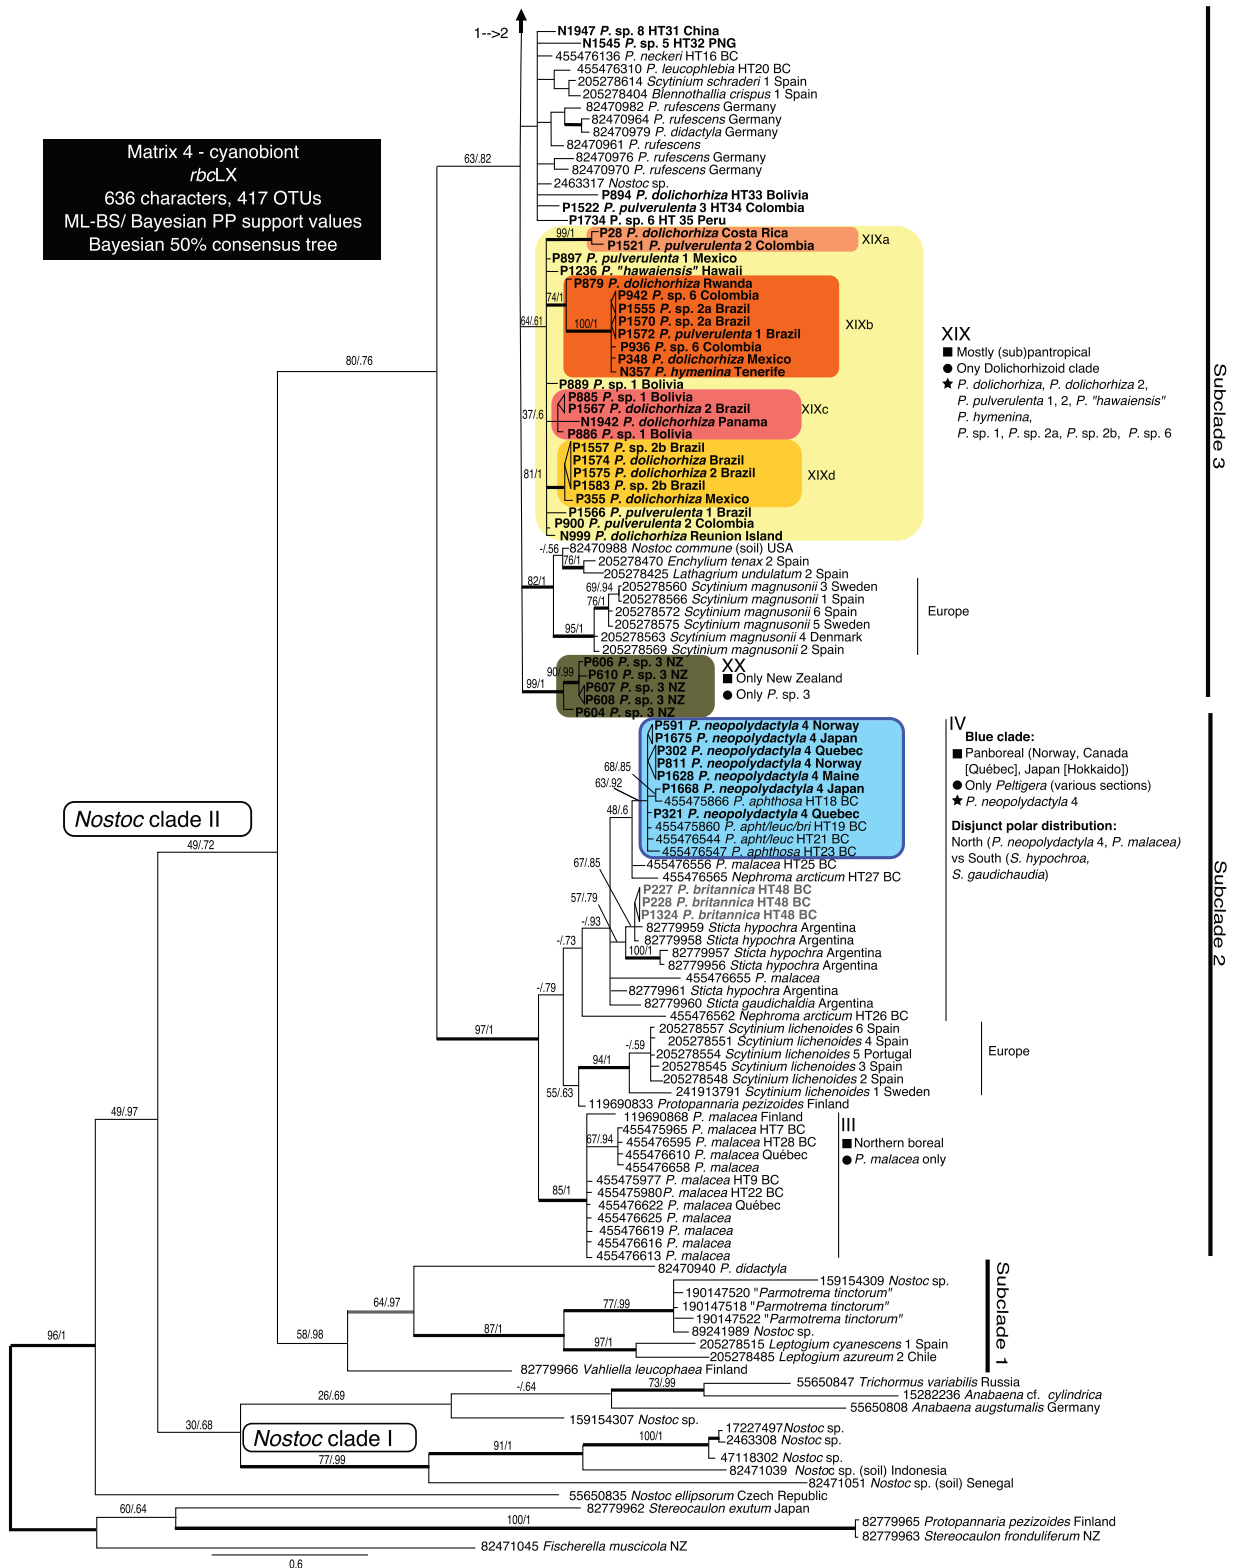 1-->2
N1947 P. sp. 8 HT31 China
N1545 P. sp. 5 HT32 PNG
455476136 P. neckeri HT16 BC
455476310 P. leucophlebia HT20 BC
205278614 Scytinium schraderi 1 Spain
205278404 Blennothallia crispus 1 Spain
82470982 P. rufescens Germany
82470964 P. rufescens Germany
82470979 P. didactyla Germany
82470961 P. rufescens
82470976 P. rufescens Germany
82470970 P. rufescens Germany
2463317 Nostoc sp.
P894 P. dolichorhiza HT33 Bolivia
P1522 P. pulverulenta 3 HT34 Colombia
P1734 P. sp. 6 HT 35 Peru
63/.82
Matrix 4 - cyanobiont
rbcLX
636 characters, 417 OTUs
ML-BS/ Bayesian PP support values
Bayesian 50% consensus tree
99/1
P28 P. dolichorhiza Costa Rica
P1521 P. pulverulenta 2 Colombia
XIXa
P897 P. pulverulenta 1 Mexico
P1236 P. "hawaiensis" Hawaii
P879 P. dolichorhiza Rwanda
74/1
P942 P. sp. 6 Colombia
P1555 P. sp. 2a Brazil
P1570 P. sp. 2a Brazil
64/.61
100/1
P1572 P. pulverulenta 1 Brazil
XIXb
P936 P. sp. 6 Colombia
P348 P. dolichorhiza Mexico
N357 P. hymenina Tenerife
P889 P. sp. 1 Bolivia
P885 P. sp. 1 Bolivia
P1567 P. dolichorhiza 2 Brazil
XIXc
37/.6
N1942 P. dolichorhiza Panama
P886 P. sp. 1 Bolivia
P1557 P. sp. 2b Brazil
P1574 P. dolichorhiza Brazil
P1575 P. dolichorhiza 2 Brazil
XIXd
81/1
P1583 P. sp. 2b Brazil
P355 P. dolichorhiza Mexico
P1566 P. pulverulenta 1 Brazil
P900 P. pulverulenta 2 Colombia
N999 P. dolichorhiza Reunion Island
XIX
Mostly (sub)pantropical
Ony Dolichorhizoid clade
P. dolichorhiza, P. dolichorhiza 2,
P. pulverulenta 1, 2, P. "hawaiensis"
P. hymenina,
P. sp. 1, P. sp. 2a, P. sp. 2b, P. sp. 6
Subclade 3
80/.76
-/.56
82470988 Nostoc commune (soil) USA
76/1
205278470 Enchylium tenax 2 Spain
205278425 Lathagrium undulatum 2 Spain
82/1
69/.94
205278560 Scytinium magnusonii 3 Sweden
76/1
205278566 Scytinium magnusonii 1 Spain
205278572 Scytinium magnusonii 6 Spain
205278575 Scytinium magnusonii 5 Sweden
95/1
205278563 Scytinium magnusonii 4 Denmark
205278569 Scytinium magnusonii 2 Spain
Europe
P606 P. sp. 3 NZ
90/.99
P610 P. sp. 3 NZ
99/1
P607 P. sp. 3 NZ
P608 P. sp. 3 NZ
P604 P. sp. 3 NZ
XX
Only New Zealand
Only P. sp. 3
P591 P. neopolydactyla 4 Norway
P1675 P. neopolydactyla 4 Japan
P302 P. neopolydactyla 4 Quebec
P811 P. neopolydactyla 4 Norway
68/.85
P1628 P. neopolydactyla 4 Maine
63/.92
P1668 P. neopolydactyla 4 Japan
455475866 P. aphthosa HT18 BC
48/.6
P321 P. neopolydactyla 4 Quebec
455475860 P. apht/leuc/bri HT19 BC
455476544 P. apht/leuc HT21 BC
455476547 P. aphthosa HT23 BC
455476556 P. malacea HT25 BC
455476565 Nephroma arcticum HT27 BC
IV
Blue clade:
Panboreal (Norway, Canada
[Québec], Japan [Hokkaido])
Only Peltigera (various sections)
P. neopolydactyla 4
Disjunct polar distribution:
North (P. neopolydactyla 4, P. malacea)
vs South (S. hypochroa,
S. gaudichaudia)
Subclade 2
Nostoc clade II
49/.72
67/.85
P227 P. britannica HT48 BC
57/.79
P228 P. britannica HT48 BC
P1324 P. britannica HT48 BC
-/.93
82779959 Sticta hypochra Argentina
-/.73
82779958 Sticta hypochra Argentina
100/1
82779957 Sticta hypochra Argentina
82779956 Sticta hypochra Argentina
455476655 P. malacea
-/.79
82779961 Sticta hypochra Argentina
82779960 Sticta gaudichaldia Argentina
455476562 Nephroma arcticum HT26 BC
97/1
205278557 Scytinium lichenoides 6 Spain
205278551 Scytinium lichenoides 4 Spain
-/.59
205278554 Scytinium lichenoides 5 Portugal
94/1
205278545 Scytinium lichenoides 3 Spain
205278548 Scytinium lichenoides 2 Spain
241913791 Scytinium lichenoides 1 Sweden
Europe
55/.63
119690833 Protopannaria pezizoides Finland
119690868 P. malacea Finland
455475965 P. malacea HT7 BC
67/.94
455476595 P. malacea HT28 BC
455476610 P. malacea Québec
455476658 P. malacea
455475977 P. malacea HT9 BC
85/1
455475980P. malacea HT22 BC
455476622 P. malacea Québec
455476625 P. malacea
455476619 P. malacea
455476616 P. malacea
455476613 P. malacea
III
Northern boreal
P. malacea only
49/.97
82470940 P. didactyla
64/.97
159154309 Nostoc sp.
190147520 "Parmotrema tinctorum"
77/.99
190147518 "Parmotrema tinctorum"
190147522 "Parmotrema tinctorum"
87/1
89241989 Nostoc sp.
97/1
205278515 Leptogium cyanescens 1 Spain
205278485 Leptogium azureum 2 Chile
58/.98
82779966 Vahliella leucophaea Finland
Subclade 1
96/1
26/.69
-/.64
73/.99
55650847 Trichormus variabilis Russia
15282236 Anabaena cf. cylindrica
55650808 Anabaena augstumalis Germany
159154307 Nostoc sp.
30/.68
Nostoc clade I
100/1
17227497Nostoc sp.
2463308 Nostoc sp.
91/1
47118302 Nostoc sp.
77/.99
82471039 Nostoc sp. (soil) Indonesia
82471051 Nostoc sp. (soil) Senegal
55650835 Nostoc ellipsorum Czech Republic
60/.64
82779962 Stereocaulon exutum Japan
100/1
82779965 Protopannaria pezizoides Finland
82779963 Stereocaulon fronduliferum NZ
82471045 Fischerella muscicola NZ
0.6